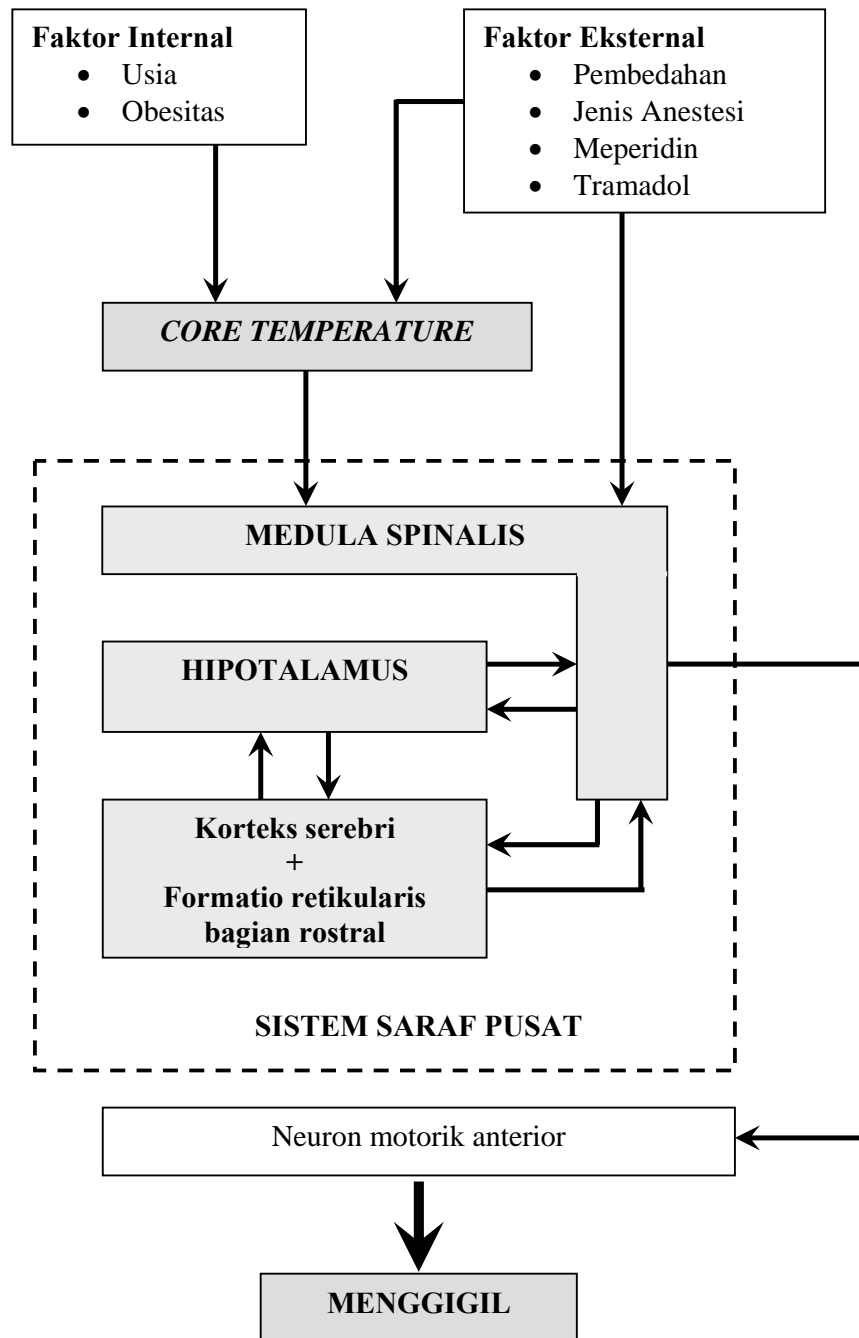 Faktor Internal
• Usia
• Obesitas
Faktor Eksternal
• Pembedahan
• Jenis Anestesi
• Meperidin
• Tramadol
CORE TEMPERATURE
MEDULA SPINALIS
HIPOTALAMUS
Korteks serebri
+
Formatio retikularis
bagian rostral
SISTEM SARAF PUSAT
Neuron motorik anterior
MENGGIGIL